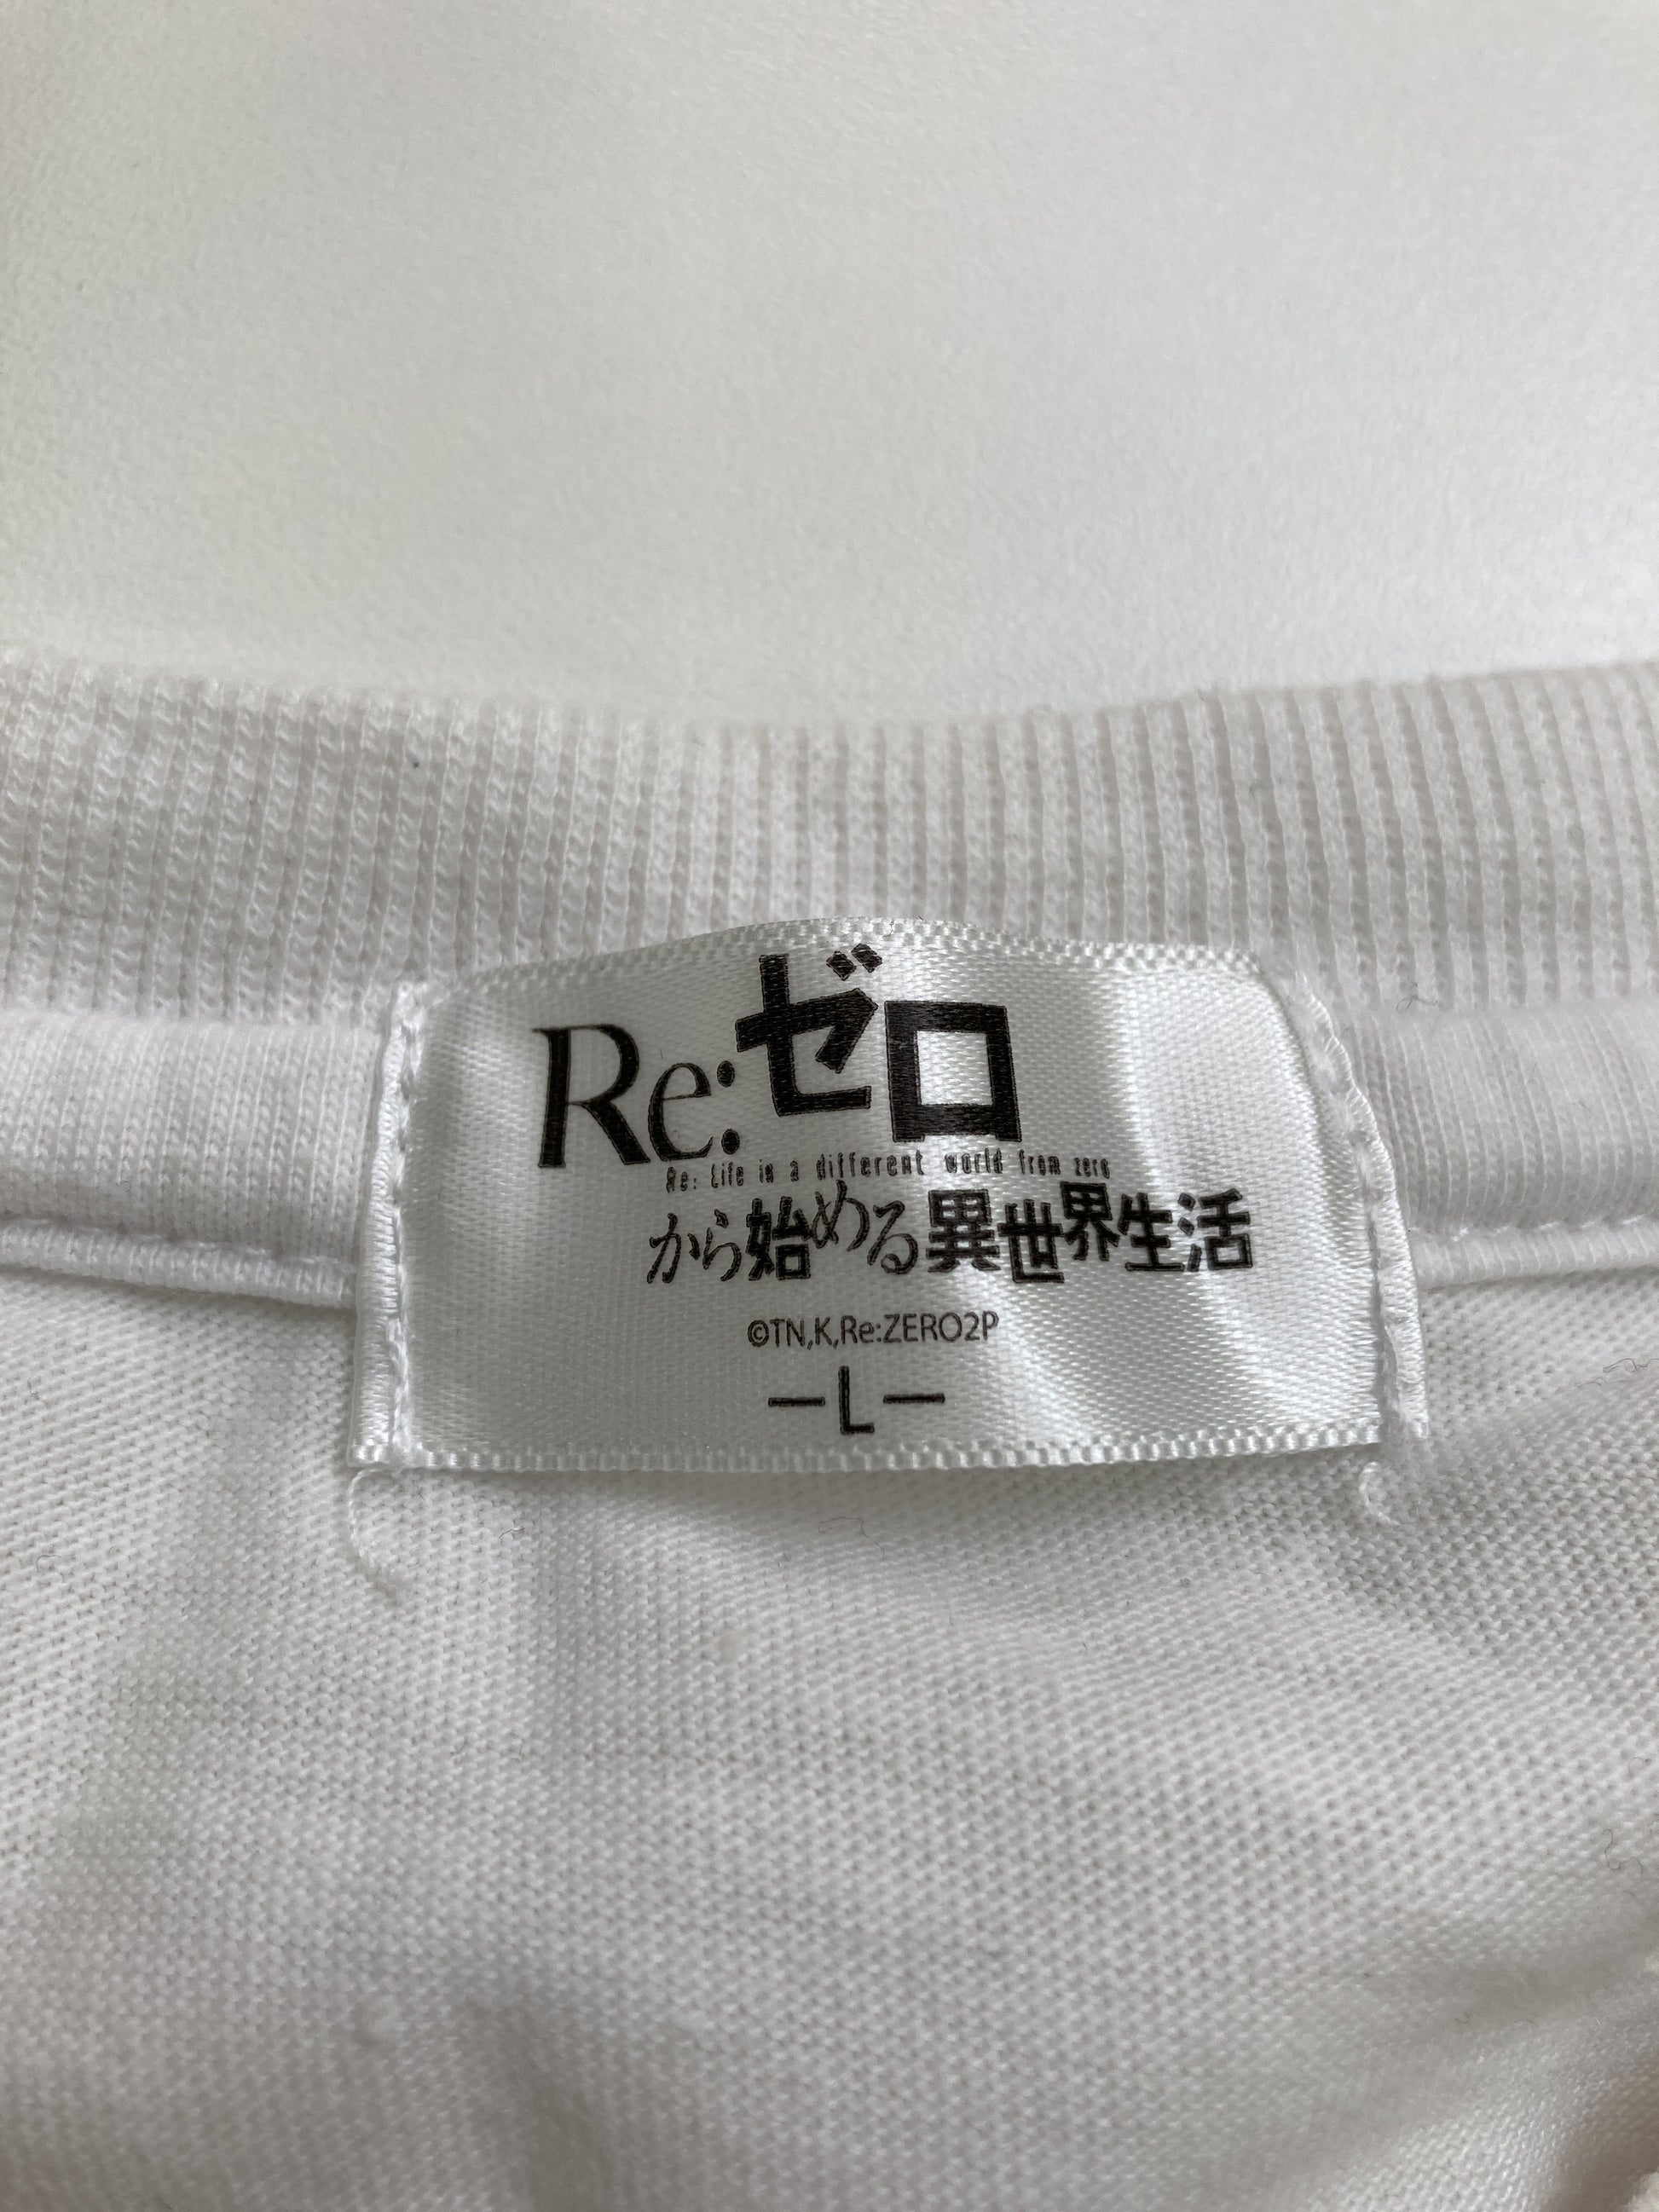 Re:ゼロ
Re: Life in a different world from zero
から始める異世界生活
©TN,K,Re:ZERO2P
—L—